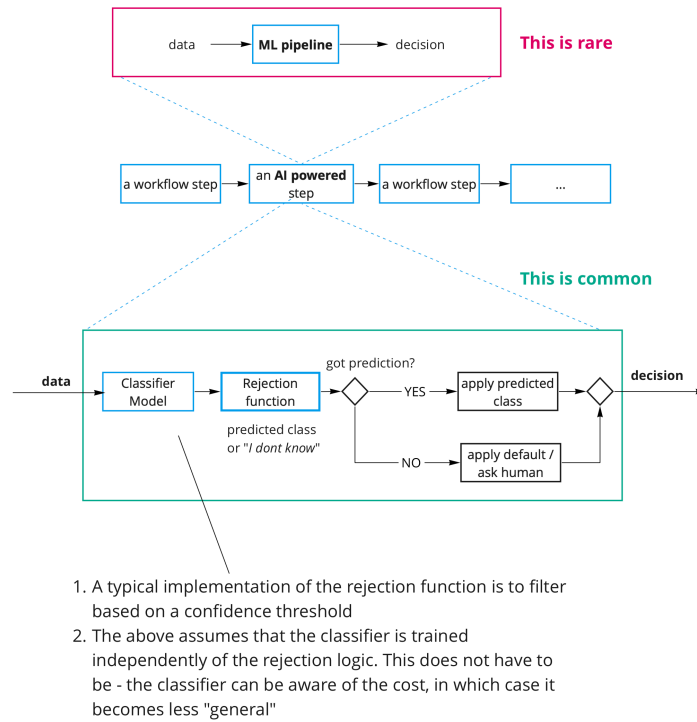 data
ML pipeline
decision
This is rare
a workflow step
an AI powered
step
a workflow step
...
This is common
data
Classifier
Model
Rejection
function
predicted class
or "I dont know"
got prediction?
YES
apply predicted
class
NO
apply default /
ask human
decision
1. A typical implementation of the rejection function is to filter
based on a confidence threshold
2. The above assumes that the classifier is trained
independently of the rejection logic. This does not have to
be - the classifier can be aware of the cost, in which case it
becomes less "general"